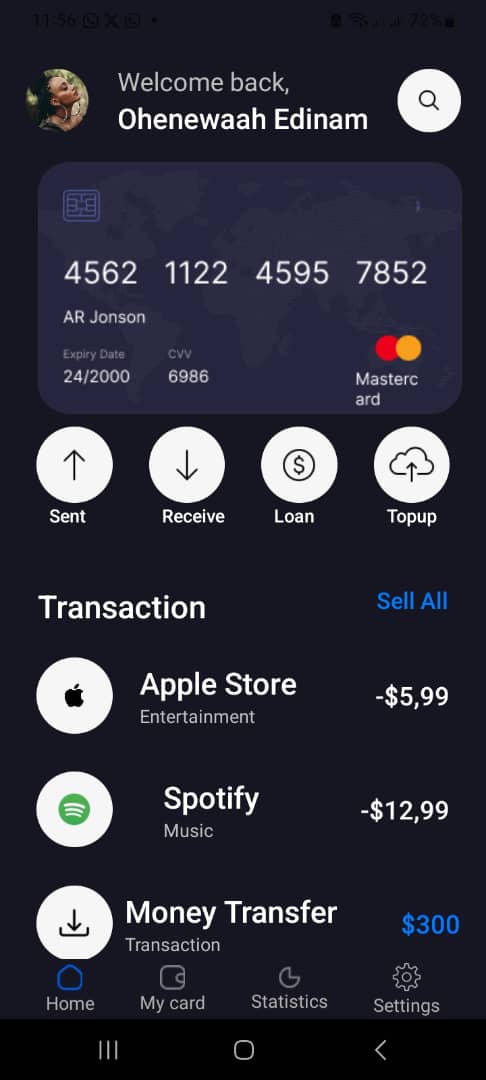 11:56
72%
Welcome back,
Ohenewaah Edinam
4562 1122 4595 7852
AR Jonson
Expiry Date CVV
24/2000 6986
Masterc
ard
Sent Receive Loan Topup
Transaction Sell All
Apple Store -$5,99
Entertainment
Spotify -$12,99
Music
Money Transfer $300
Transaction
Home My card Statistics Settings